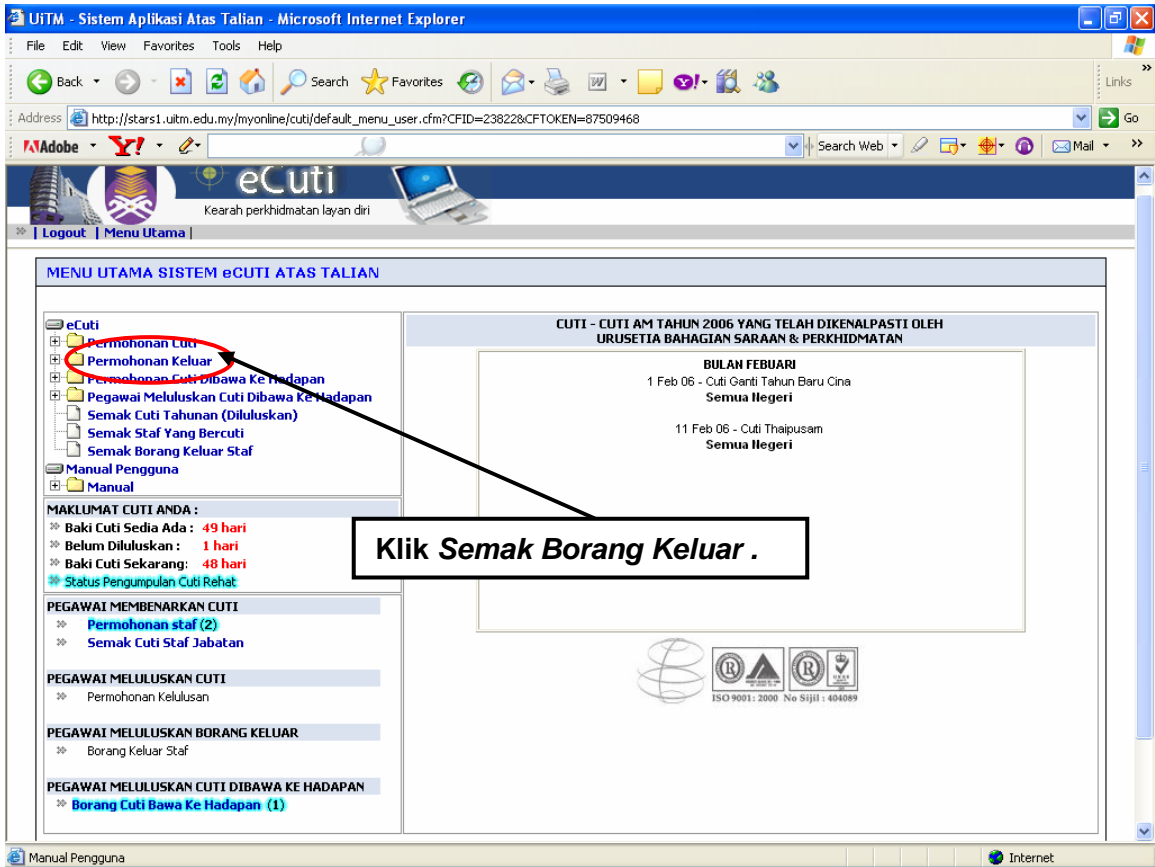 UiTM - Sistem Aplikasi Atas Talian - Microsoft Internet Explorer
File Edit View Favorites Tools Help
Back Search Favorites Links
Address http://stars1.uitm.edu.my/myonline/cuti/default_menu_user.cfm?CFID=23822&CFTOKEN=87509468 Go
Adobe Y! Search Web Mail
eCuti
Kearah perkhidmatan layan diri
| Logout | Menu Utama |
MENU UTAMA SISTEM eCUTI ATAS TALIAN
eCuti
Permohonan Cuti
Permohonan Keluar
Permohonan Cuti Dibawa Ke Hadapan
Pegawai Meluluskan Cuti Dibawa Ke Hadapan
Semak Cuti Tahunan (Diluluskan)
Semak Staf Yang Bercuti
Semak Borang Keluar Staf
Manual Pengguna
Manual
MAKLUMAT CUTI ANDA :
Baki Cuti Sedia Ada : 49 hari
Belum Diluluskan : 1 hari
Baki Cuti Sekarang: 48 hari
Status Pengumpulan Cuti Rehat
PEGAWAI MEMBENARKAN CUTI
Permohonan staf (2)
Semak Cuti Staf Jabatan
PEGAWAI MELULUSKAN CUTI
Permohonan Kelulusan
PEGAWAI MELULUSKAN BORANG KELUAR
Borang Keluar Staf
PEGAWAI MELULUSKAN CUTI DIBAWA KE HADAPAN
Borang Cuti Bawa Ke Hadapan (1)
CUTI - CUTI AM TAHUN 2006 YANG TELAH DIKENALPASTI OLEH
URUSETIA BAHAGIAN SARAAN & PERKHIDMATAN
BULAN FEBUARI
1 Feb 06 - Cuti Ganti Tahun Baru Cina
Semua Negeri
11 Feb 06 - Cuti Thaipusam
Semua Negeri
Klik Semak Borang Keluar .
ISO 9001: 2000 No Sijil : 404089
Manual Pengguna Internet